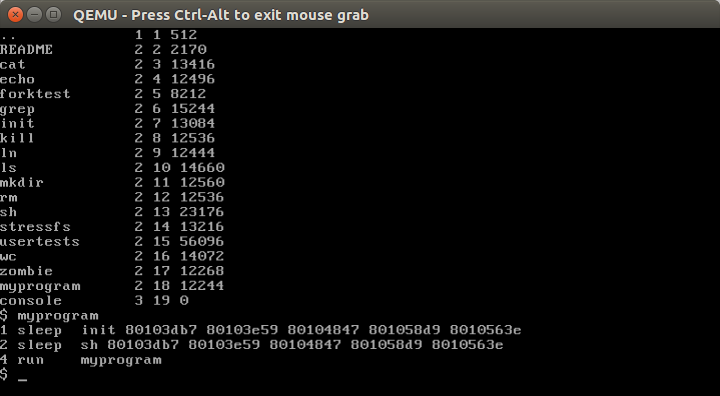 QEMU - Press Ctrl-Alt to exit mouse grab
.. 1 1 512
README 2 2 2170
cat 2 3 13416
echo 2 4 12496
forktest 2 5 8212
grep 2 6 15244
init 2 7 13084
kill 2 8 12536
ln 2 9 12444
ls 2 10 14660
mkdir 2 11 12560
rm 2 12 12536
sh 2 13 23176
stressfs 2 14 13216
usertests 2 15 56096
wc 2 16 14072
zombie 2 17 12268
myprogram 2 18 12244
console 3 19 0
$ myprogram
1 sleep init 80103db7 80103e59 80104847 801058d9 8010563e
2 sleep sh 80103db7 80103e59 80104847 801058d9 8010563e
4 run myprogram
$ _